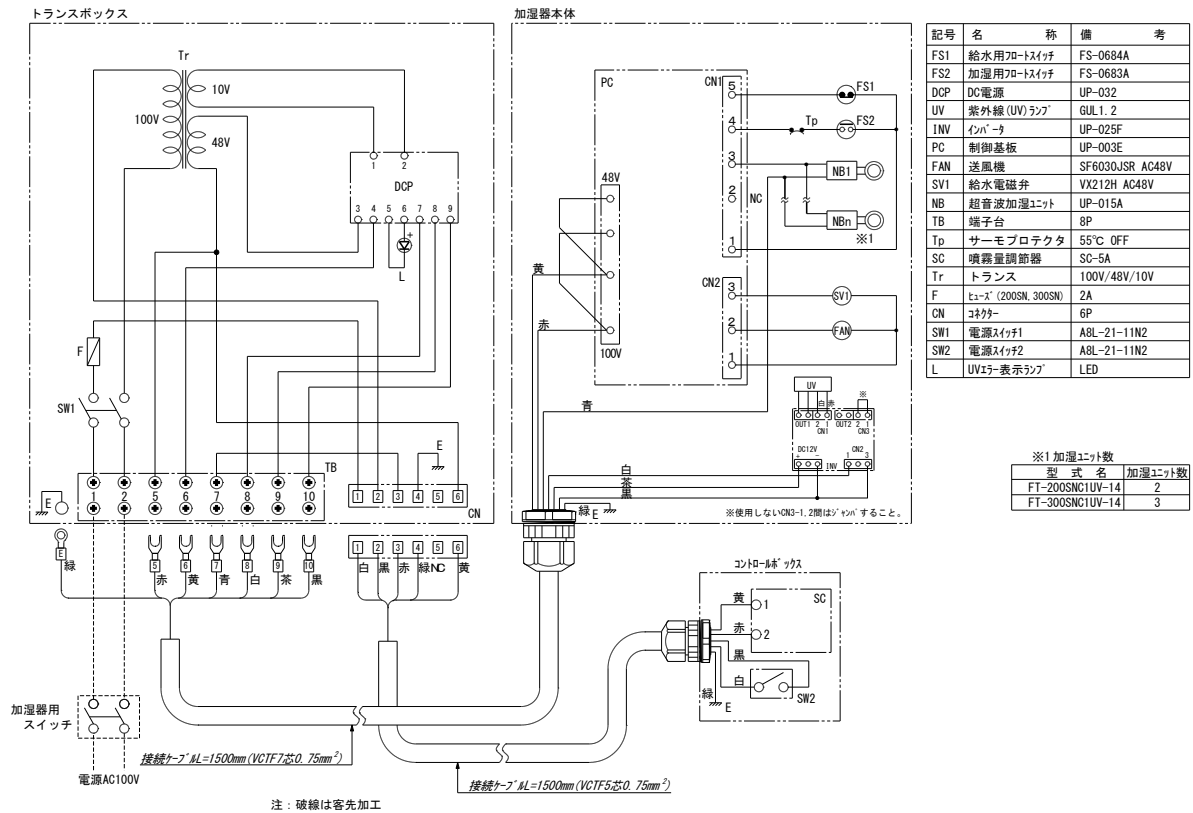 トランスボックス
Tr
10V
100V
48V
1 2
DCP
3 4 5 6 7 8 9
+
L
F
SW1
TB
E
1 2 5 6 7 8 9 10
E
1 2 3 4 5 6
CN
E
緑
5 6 7 8 9 10
赤 黄 青 白 茶 黒
1 2 3 4 5 6
白 黒 赤 緑 NC 黄
加湿器用
スイッチ
電源AC100V
接続ケーブルL=1500mm(VCTF7芯0.75mm²)
接続ケーブルL=1500mm(VCTF5芯0.75mm²)
注：破線は客先加工
加湿器本体
PC
CN1
5
4
3
2
1
NC
FS1
Tp
FS2
NB1
NBn
※1
48V
100V
黄
赤
CN2
3
2
1
SV1
FAN
青
UV
白 赤
※
OUT1 2 1
CN1
OUT2 2 1
CN3
DC12V
+ -
INV
CN2
1 3
白
茶
黒
緑 E
※使用しないCN3-1,2間はジャンパすること。
コントロールボックス
SC
黄
1
赤
2
黒
白
SW2
緑
E
記号 名 称 備 考
FS1 給水用フロートスイッチ FS-0684A
FS2 加湿用フロートスイッチ FS-0683A
DCP DC電源 UP-032
UV 紫外線(UV)ランプ GUL1.2
INV インバータ UP-025F
PC 制御基板 UP-003E
FAN 送風機 SF6030JSR AC48V
SV1 給水電磁弁 VX212H AC48V
NB 超音波加湿ユニット UP-015A
TB 端子台 8P
Tp サーモプロテクタ 55℃ OFF
SC 噴霧量調節器 SC-5A
Tr トランス 100V/48V/10V
F ヒューズ(200SN,300SN) 2A
CN コネクター 6P
SW1 電源スイッチ1 A8L-21-11N2
SW2 電源スイッチ2 A8L-21-11N2
L UVエラー表示ランプ LED
※1 加湿ユニット数
型 式 名 加湿ユニット数
FT-200SNC1UV-14 2
FT-300SNC1UV-14 3